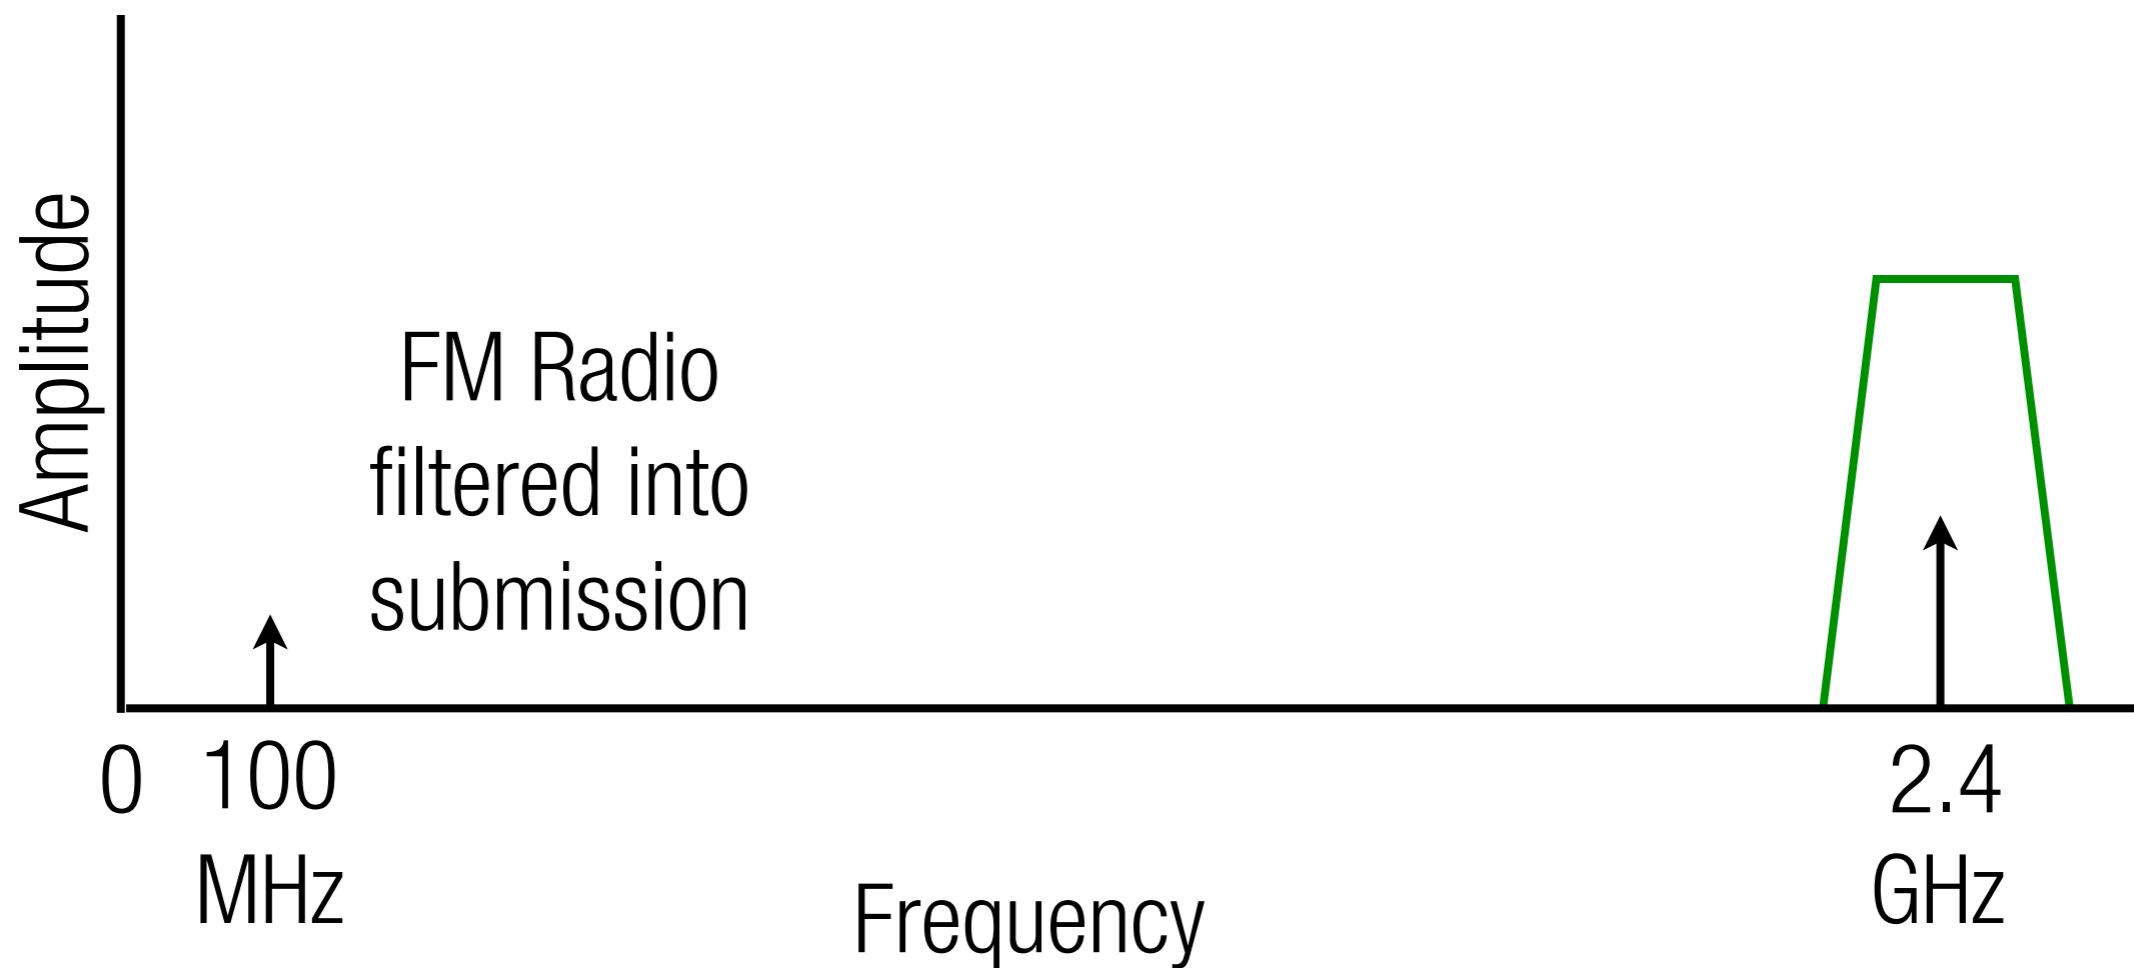 Amplitude
FM Radio
filtered into
submission
0
100
MHz
2.4
GHz
Frequency